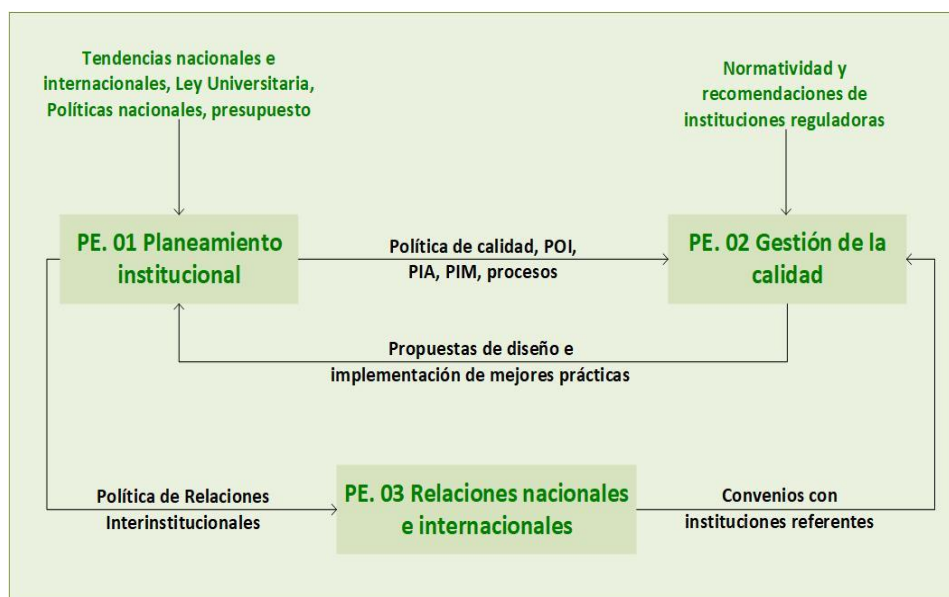 Tendencias nacionales e
internacionales, Ley Universitaria,
Políticas nacionales, presupuesto
Normatividad y
recomendaciones de
instituciones reguladoras
PE. 01 Planeamiento
institucional
Política de calidad, POI,
PIA, PIM, procesos
PE. 02 Gestión de la
calidad
Propuestas de diseño e
implementación de mejores prácticas
Política de Relaciones
Interinstitucionales
PE. 03 Relaciones nacionales
e internacionales
Convenios con
instituciones referentes